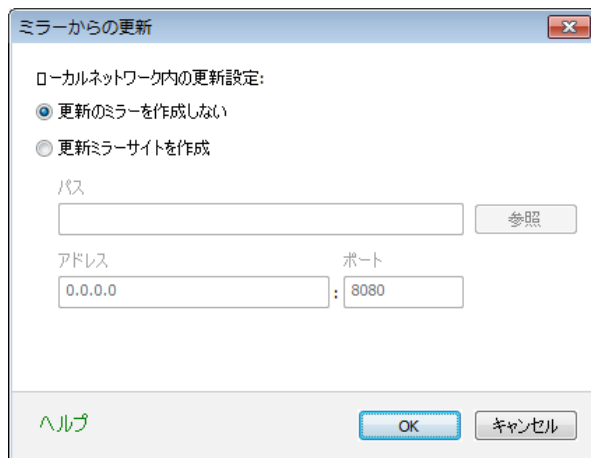 ミラーからの更新
ローカルネットワーク内の更新設定:
更新のミラーを作成しない
更新ミラーサイトを作成
パス
参照
アドレス ポート
0.0.0.0 : 8080
ヘルプ OK キャンセル